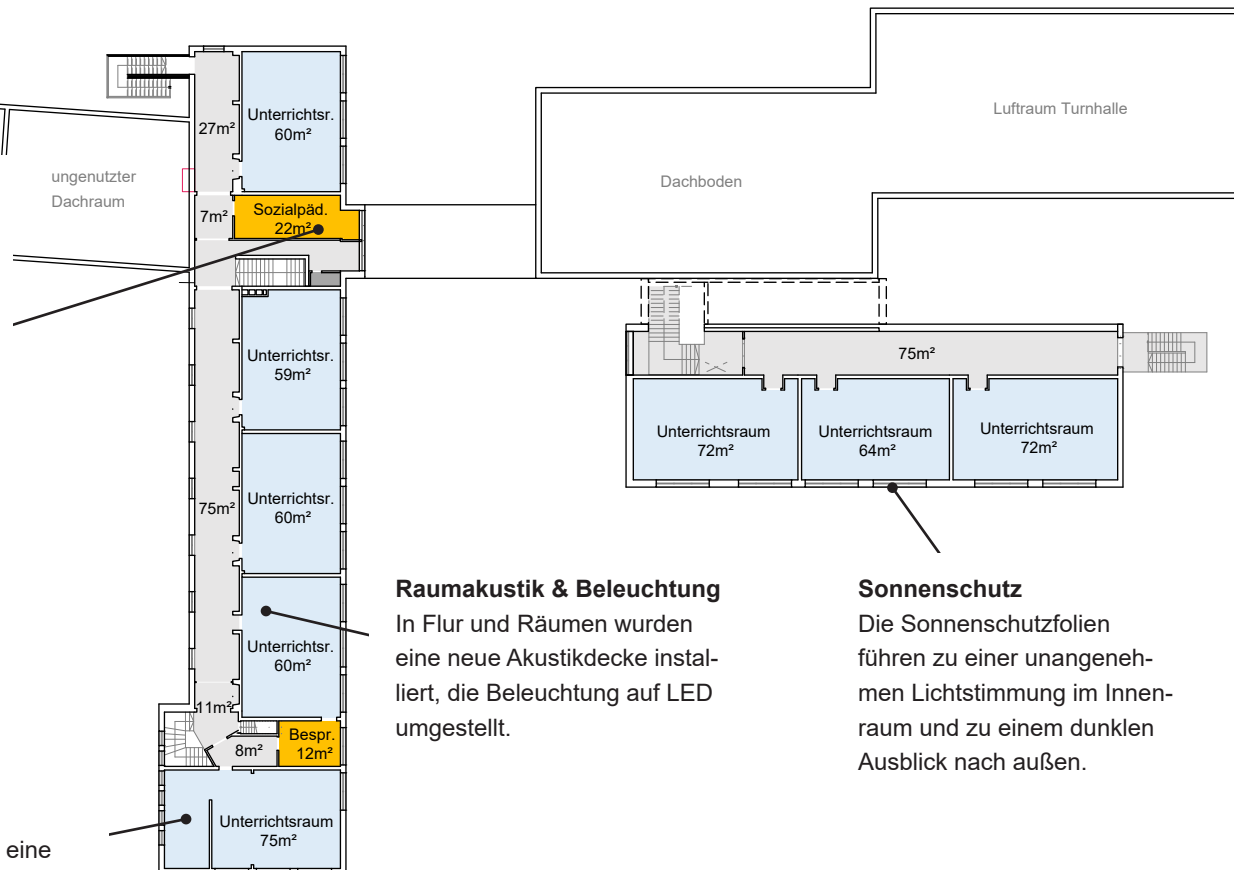 Unterrichtsr.
60m²
27m²
Luftraum Turnhalle
ungenutzter
Dachraum
Dachboden
7m²
Sozialpäd.
22m²
Unterrichtsr.
59m²
75m²
Unterrichtsraum
72m²
Unterrichtsraum
64m²
Unterrichtsraum
72m²
75m²
Unterrichtsr.
60m²
Unterrichtsr.
60m²
Raumakustik & Beleuchtung
In Flur und Räumen wurden
eine neue Akustikdecke instal-
liert, die Beleuchtung auf LED
umgestellt.
Sonnenschutz
Die Sonnenschutzfolien
führen zu einer unangeneh-
men Lichtstimmung im Innen-
raum und zu einem dunklen
Ausblick nach außen.
11m²
8m²
Bespr.
12m²
Unterrichtsraum
75m²
eine